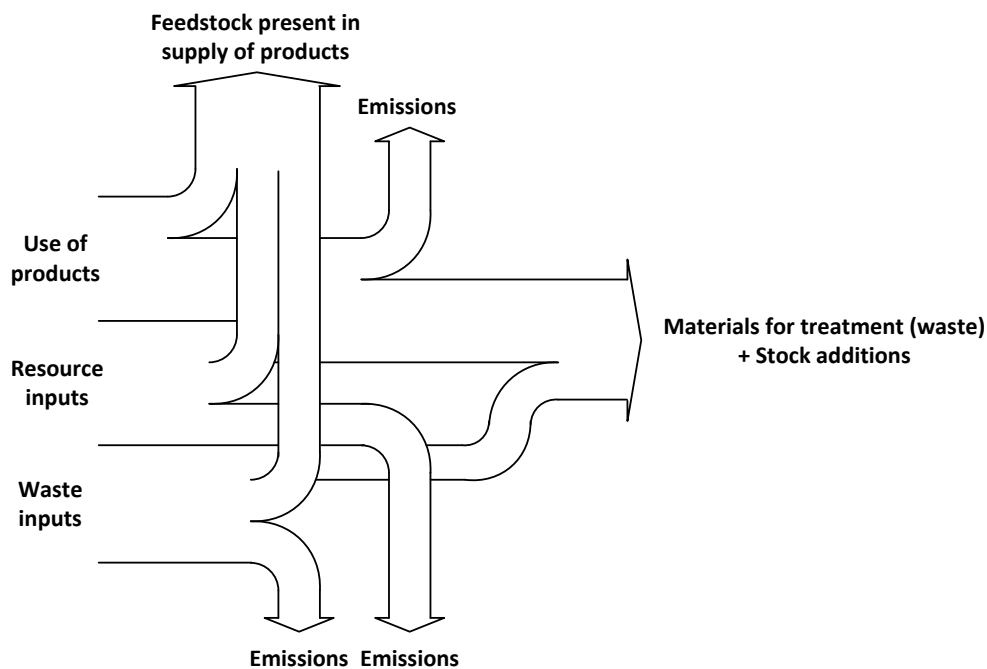 Feedstock present in
supply of products
Emissions
Use of
products
Materials for treatment (waste)
+ Stock additions
Resource
inputs
Waste
inputs
Emissions
Emissions